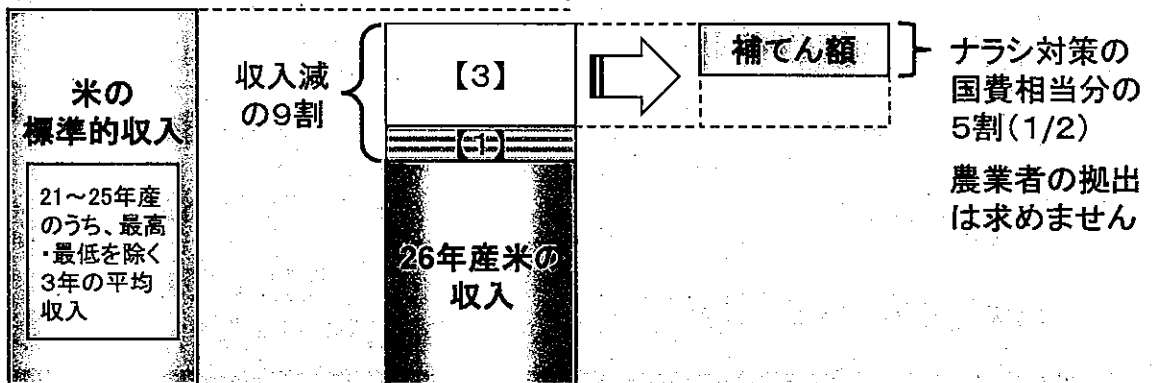 米の
標準的収入
21～25年産
のうち、最高
・最低を除く
3年の平均
収入
収入減
の9割
【3】
【1】
26年産米の
収入
補てん額
ナラシ対策の
国費相当分の
5割(1/2)
農業者の拠出
は求めません